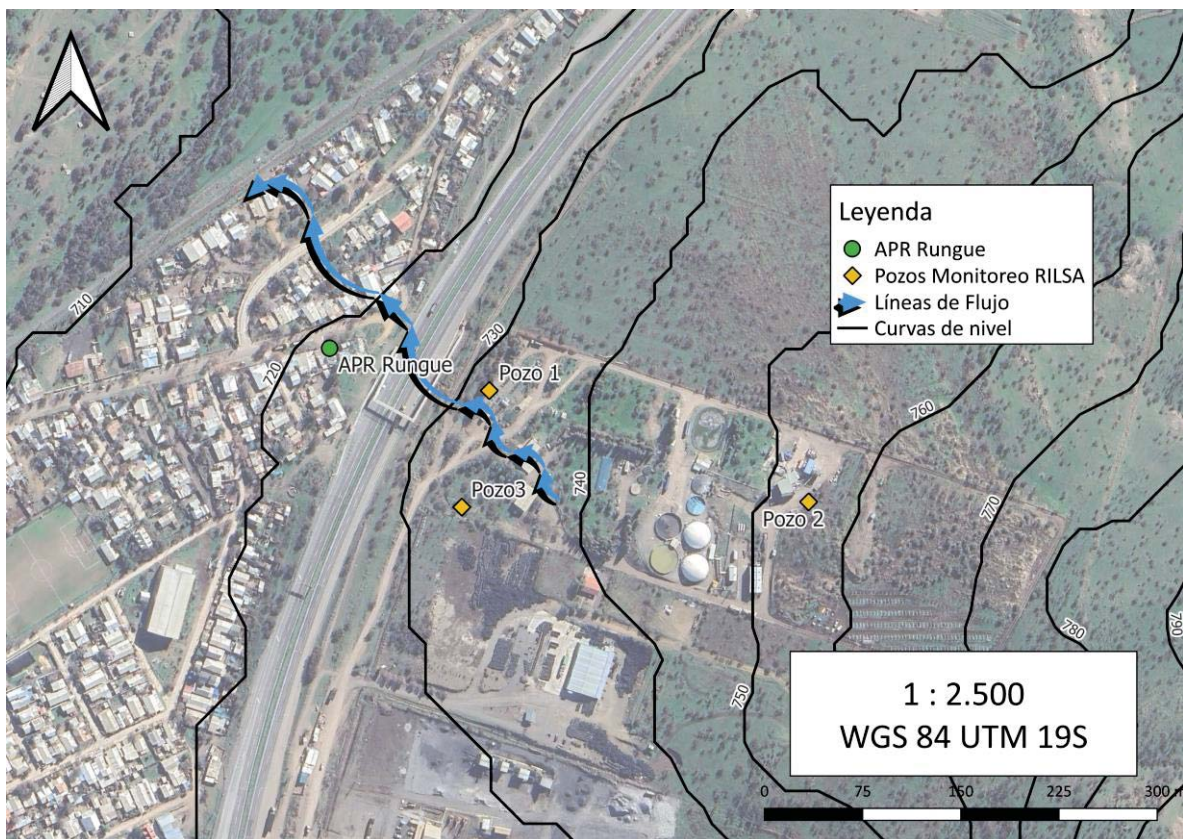 710
720
APR Rungue
730
Pozo 1
Pozo3
740
Pozo 2
750
760
770
780
790
Leyenda
APR Rungue
Pozos Monitoreo RILSA
Líneas de Flujo
Curvas de nivel
1 : 2.500
WGS 84 UTM 19S
0 75 150 225 300